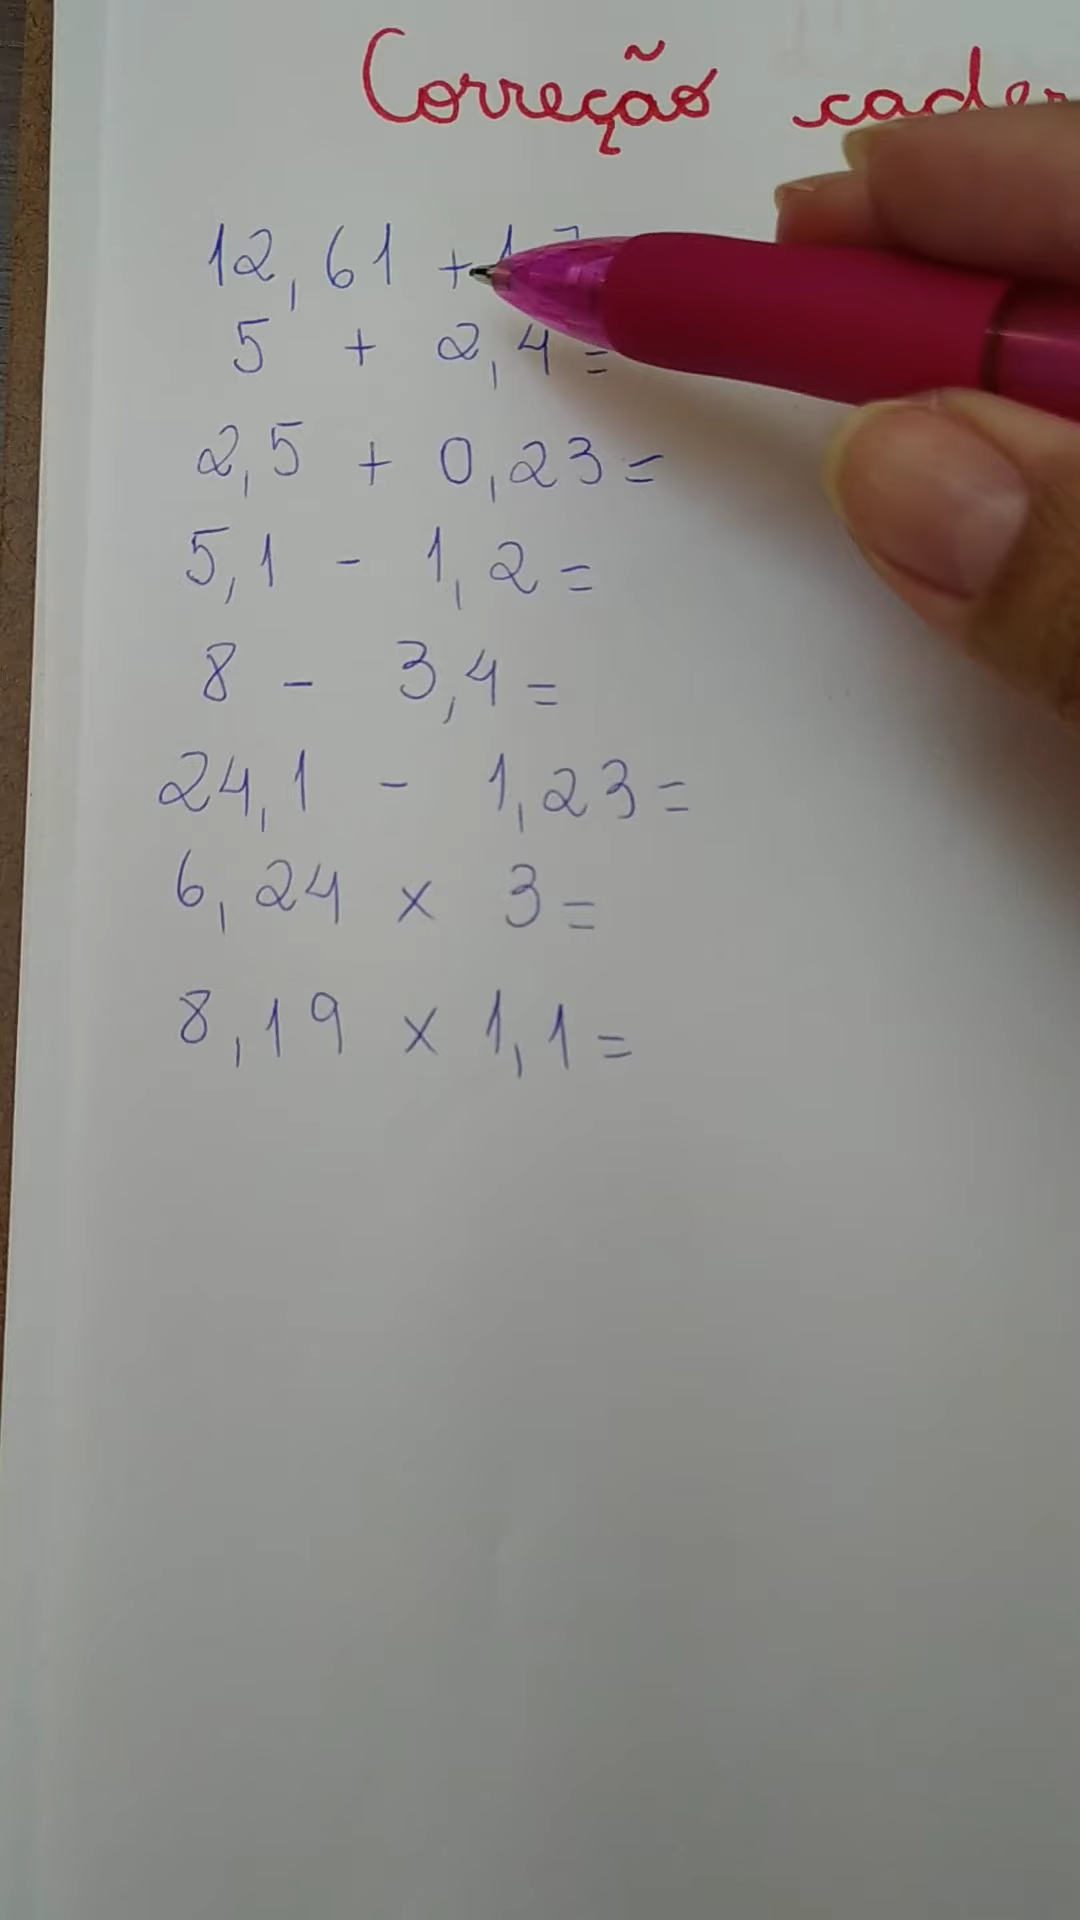 Correção
12,61 +
5 + 2,4 =
2,5 + 0,23 =
5,1 - 1,2 =
8 - 3,4 =
24,1 - 1,23 =
6,24 x 3 =
8,19 x 1,1 =